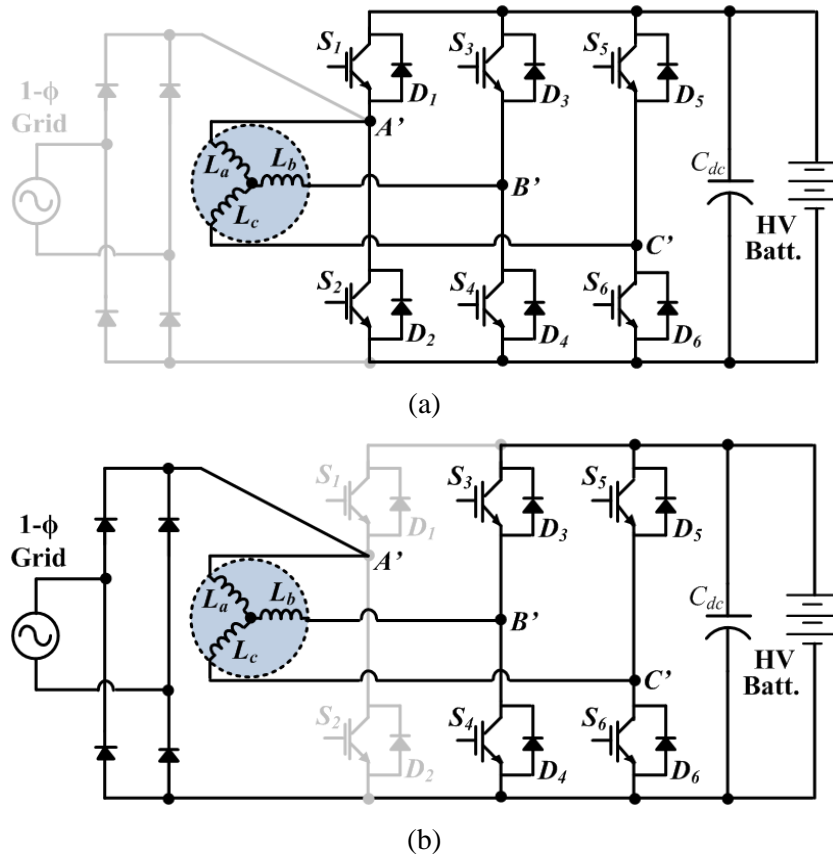 1-ϕ
Grid
S1
D1
S3
D3
S5
D5
A'
La
Lb
Lc
B'
C'
Cdc
HV
Batt.
S2
D2
S4
D4
S6
D6
(a)
1-ϕ
Grid
S1
D1
S3
D3
S5
D5
A'
La
Lb
Lc
B'
C'
Cdc
HV
Batt.
S2
D2
S4
D4
S6
D6
(b)